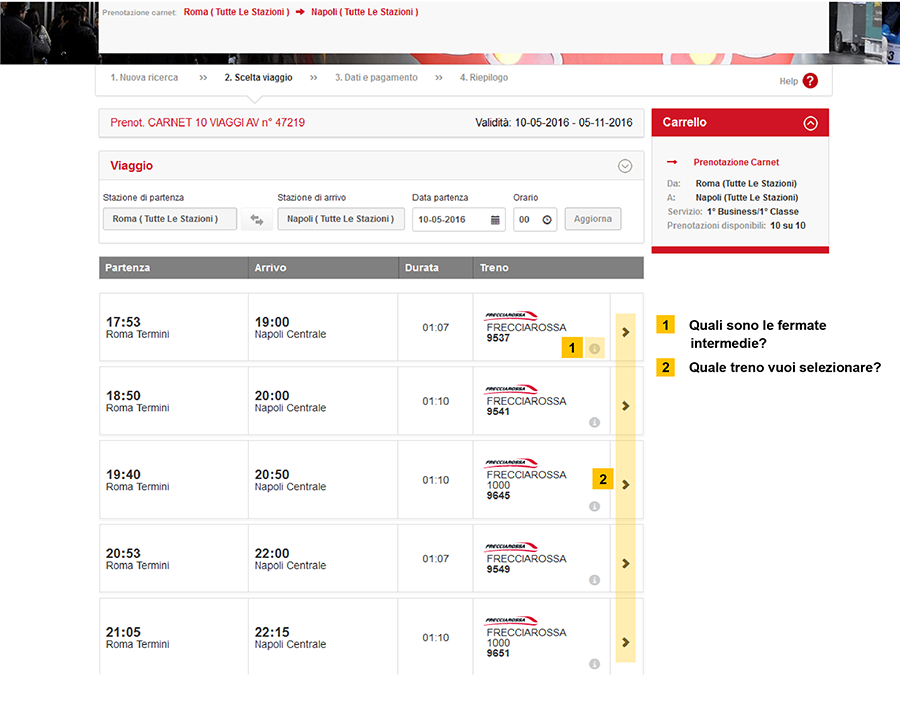 Prenotazione carnet: Roma ( Tutte Le Stazioni ) → Napoli ( Tutte Le Stazioni )
1. Nuova ricerca >> 2. Scelta viaggio >> 3. Dati e pagamento >> 4. Riepilogo
Help ?
Prenot. CARNET 10 VIAGGI AV n° 47219 Validità: 10-05-2016 - 05-11-2016
Viaggio
Stazione di partenza Stazione di arrivo Data partenza Orario
Roma ( Tutte Le Stazioni ) Napoli ( Tutte Le Stazioni ) 10-05-2016 00 Aggiorna
Partenza Arrivo Durata Treno
17:53 19:00 01:07 FRECCIAROSSA
Roma Termini Napoli Centrale FRECCIAROSSA
9537
1
18:50 20:00 01:10 FRECCIAROSSA
Roma Termini Napoli Centrale FRECCIAROSSA
9541
19:40 20:50 01:10 FRECCIAROSSA
Roma Termini Napoli Centrale FRECCIAROSSA
1000
9645
2
20:53 22:00 01:07 FRECCIAROSSA
Roma Termini Napoli Centrale FRECCIAROSSA
9549
21:05 22:15 01:10 FRECCIAROSSA
Roma Termini Napoli Centrale FRECCIAROSSA
1000
9651
Carrello
→ Prenotazione Carnet
Da: Roma (Tutte Le Stazioni)
A: Napoli (Tutte Le Stazioni)
Servizio: 1° Business/1° Classe
Prenotazioni disponibili: 10 su 10
1 Quali sono le fermate
intermedie?
2 Quale treno vuoi selezionare?
3